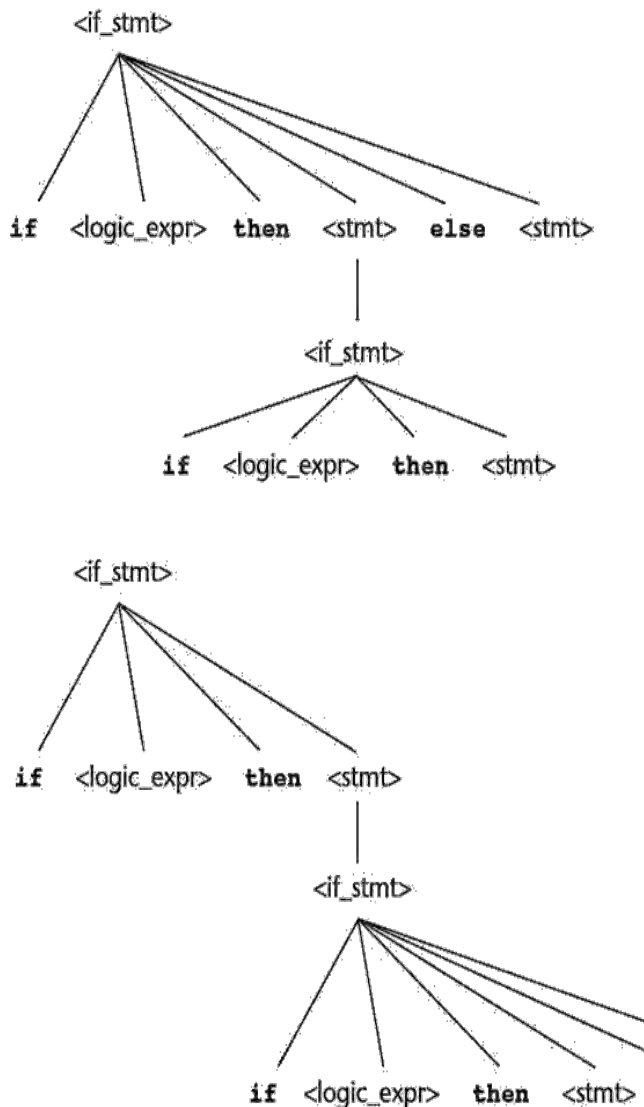 <if_stmt>
if <logic_expr> then <stmt> else <stmt>
<if_stmt>
if <logic_expr> then <stmt>
<if_stmt>
if <logic_expr> then <stmt>
<if_stmt>
if <logic_expr> then <stmt>